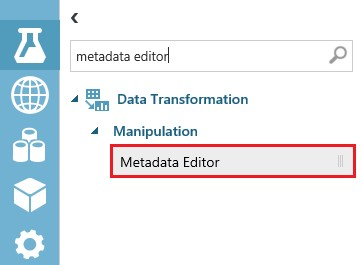 metadata editor
Data Transformation
Manipulation
Metadata Editor